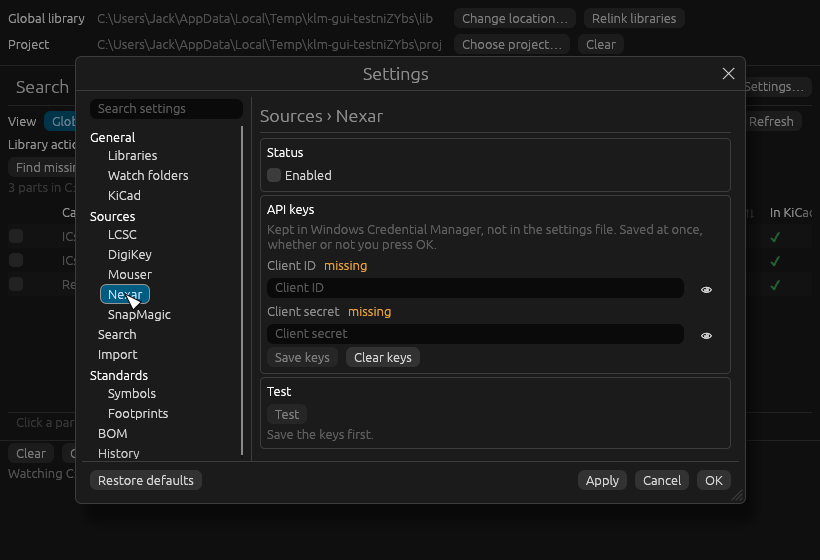 Global library C:\Users\Jack\AppData\Local\Temp\klm-gui-testniZYbs\lib Change location… Relink libraries
Project C:\Users\Jack\AppData\Local\Temp\klm-gui-testniZYbs\proj Choose project… Clear
Settings
Search
Settings…
Search settings
Sources › Nexar
View
Refresh
General
Libraries
Watch folders
KiCad
Sources
LCSC
DigiKey
Mouser
Nexar
SnapMagic
Search
Import
Standards
Symbols
Footprints
BOM
History
Status
Enabled
API keys
Kept in Windows Credential Manager, not in the settings file. Saved at once,
whether or not you press OK.
Client ID missing
Client ID
Client secret missing
Client secret
Save keys Clear keys
Test
Test
Save the keys first.
3 parts in C:
In KiCad
Click a par
Clear
Watching C:
Restore defaults Apply Cancel OK